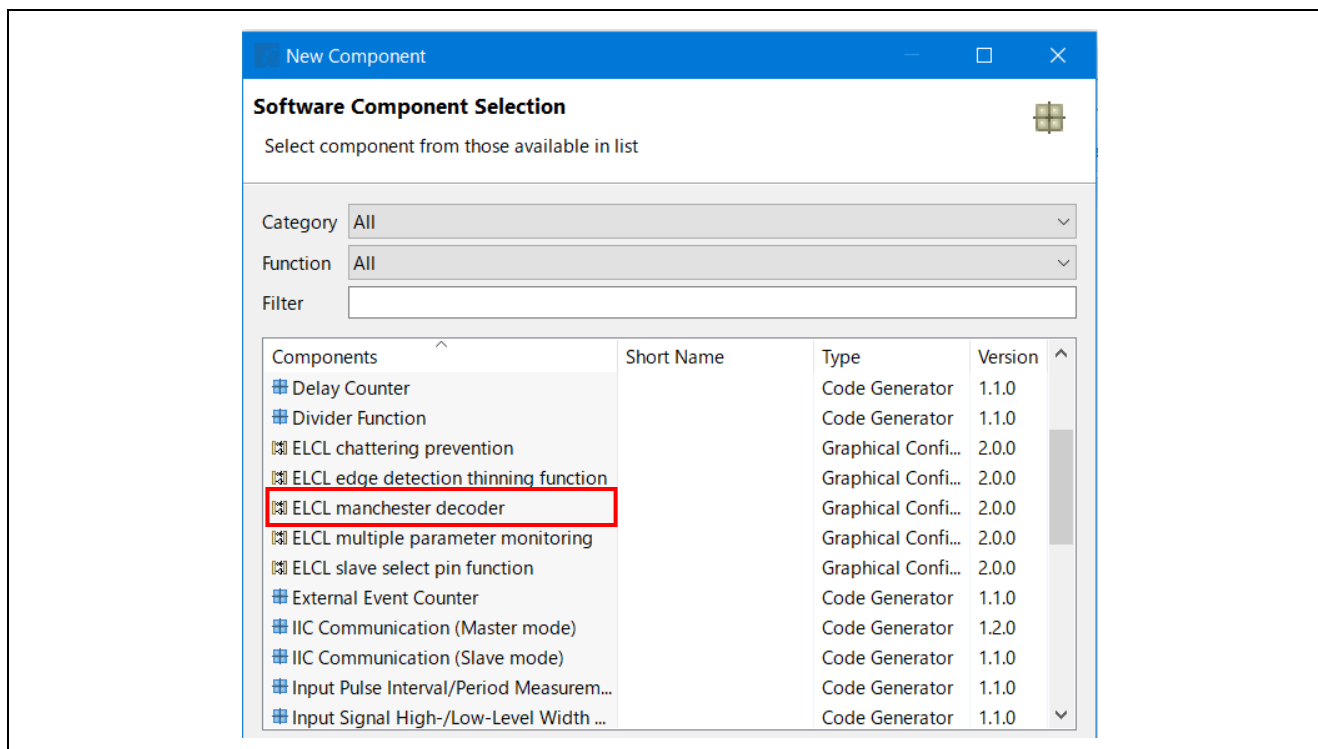 New Component
Software Component Selection
Select component from those available in list
Category All
Function All
Filter
Components Short Name Type Version
Delay Counter Code Generator 1.1.0
Divider Function Code Generator 1.1.0
ELCL chattering prevention Graphical Confi... 2.0.0
ELCL edge detection thinning function Graphical Confi... 2.0.0
ELCL manchester decoder Graphical Confi... 2.0.0
ELCL multiple parameter monitoring Graphical Confi... 2.0.0
ELCL slave select pin function Graphical Confi... 2.0.0
External Event Counter Code Generator 1.1.0
IIC Communication (Master mode) Code Generator 1.2.0
IIC Communication (Slave mode) Code Generator 1.1.0
Input Pulse Interval/Period Measurem... Code Generator 1.1.0
Input Signal High-/Low-Level Width ... Code Generator 1.1.0